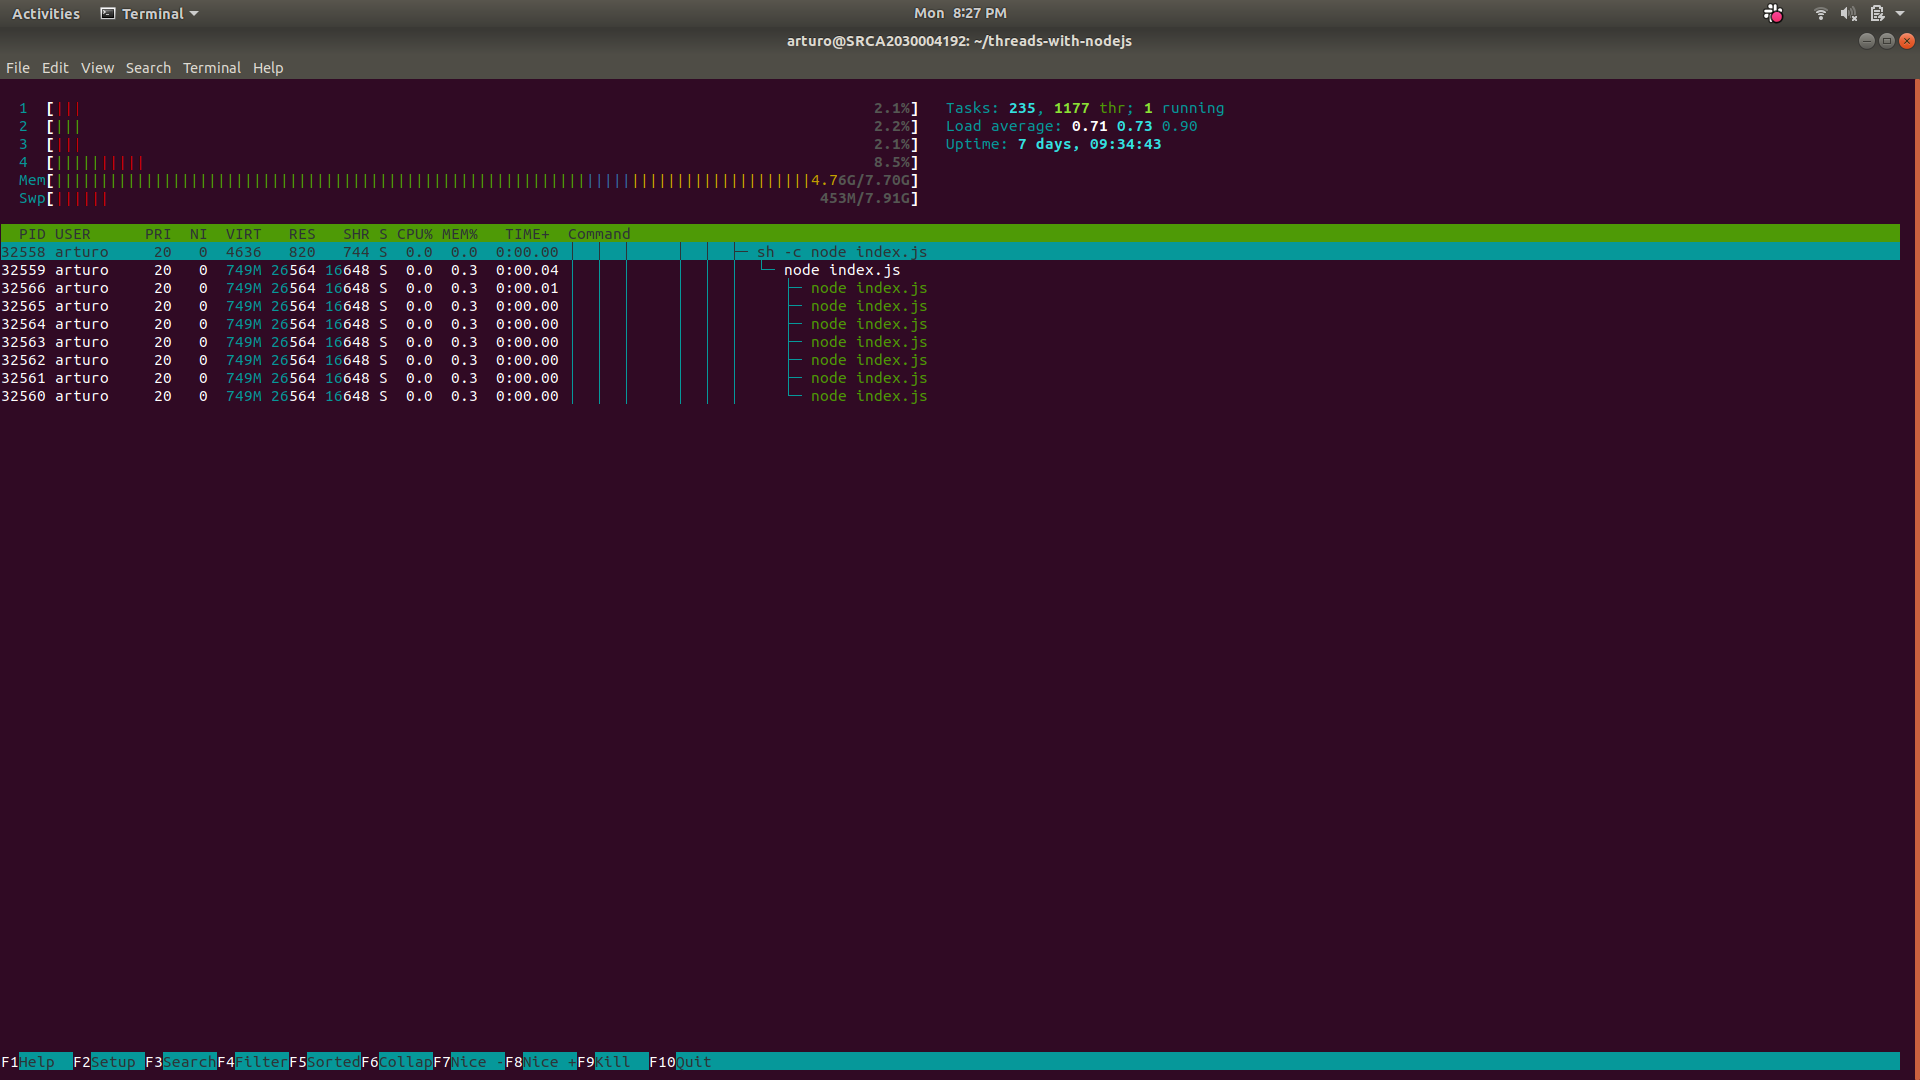 Activities Terminal Mon 8:27 PM
arturo@SRCA2030004192: ~/threads-with-nodejs
File Edit View Search Terminal Help
1 [||| 2.1%] Tasks: 235, 1177 thr; 1 running
2 [||| 2.2%] Load average: 0.71 0.73 0.90
3 [||| 2.1%] Uptime: 7 days, 09:34:43
4 [|||||||||| 8.5%]
Mem[||||||||||||||||||||||||||||||||||||||||||||||||||||||||||||||||||||||||||||||||||||4.76G/7.70G]
Swp[|||||| 453M/7.91G]
PID USER PRI NI VIRT RES SHR S CPU% MEM% TIME+ Command
32558 arturo 20 0 4636 820 744 S 0.0 0.0 0:00.00 │ │ │ │ │ ├─ sh -c node index.js
32559 arturo 20 0 749M 26564 16648 S 0.0 0.3 0:00.04 │ │ │ │ │ │ └─ node index.js
32566 arturo 20 0 749M 26564 16648 S 0.0 0.3 0:00.01 │ │ │ │ │ │ ├─ node index.js
32565 arturo 20 0 749M 26564 16648 S 0.0 0.3 0:00.00 │ │ │ │ │ │ ├─ node index.js
32564 arturo 20 0 749M 26564 16648 S 0.0 0.3 0:00.00 │ │ │ │ │ │ ├─ node index.js
32563 arturo 20 0 749M 26564 16648 S 0.0 0.3 0:00.00 │ │ │ │ │ │ ├─ node index.js
32562 arturo 20 0 749M 26564 16648 S 0.0 0.3 0:00.00 │ │ │ │ │ │ ├─ node index.js
32561 arturo 20 0 749M 26564 16648 S 0.0 0.3 0:00.00 │ │ │ │ │ │ ├─ node index.js
32560 arturo 20 0 749M 26564 16648 S 0.0 0.3 0:00.00 │ │ │ │ │ │ └─ node index.js
F1Help F2Setup F3SearchF4FilterF5SortedF6CollapF7Nice -F8Nice +F9Kill F10Quit